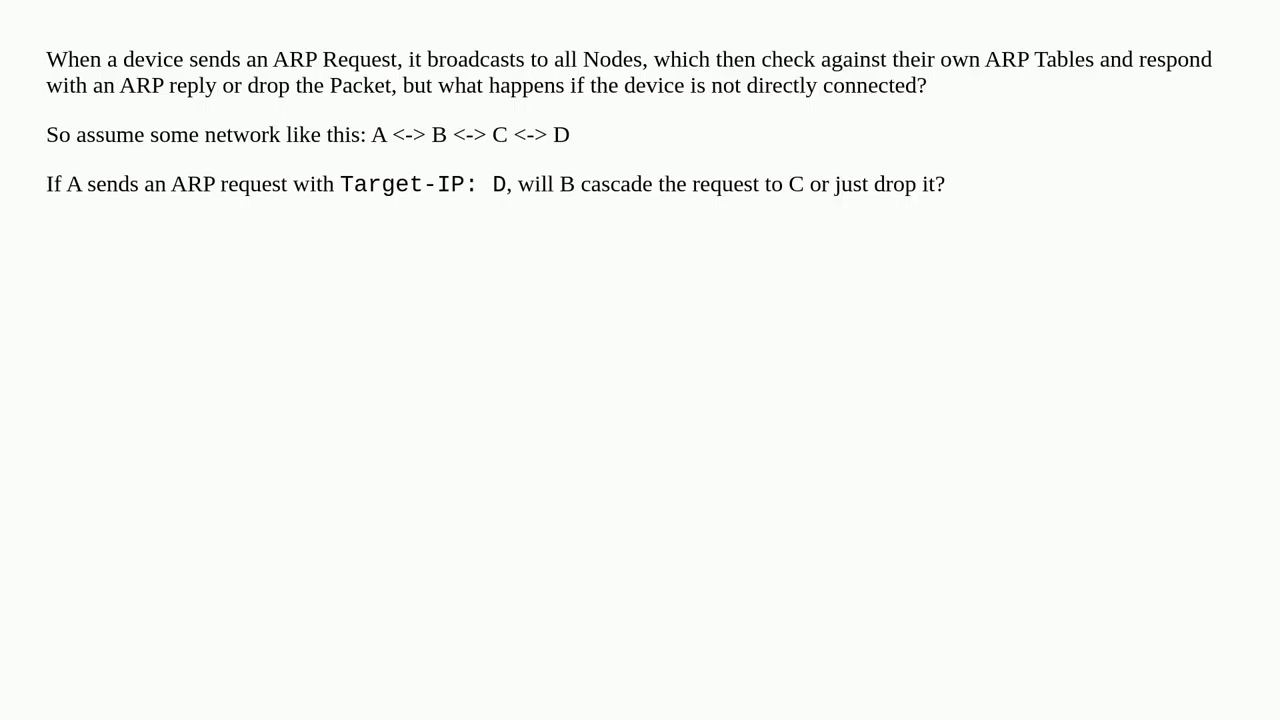 When a device sends an ARP Request, it broadcasts to all Nodes, which then check against their own ARP Tables and respond
with an ARP reply or drop the Packet, but what happens if the device is not directly connected?
So assume some network like this: A <-> B <-> C <-> D
If A sends an ARP request with Target-IP: D, will B cascade the request to C or just drop it?